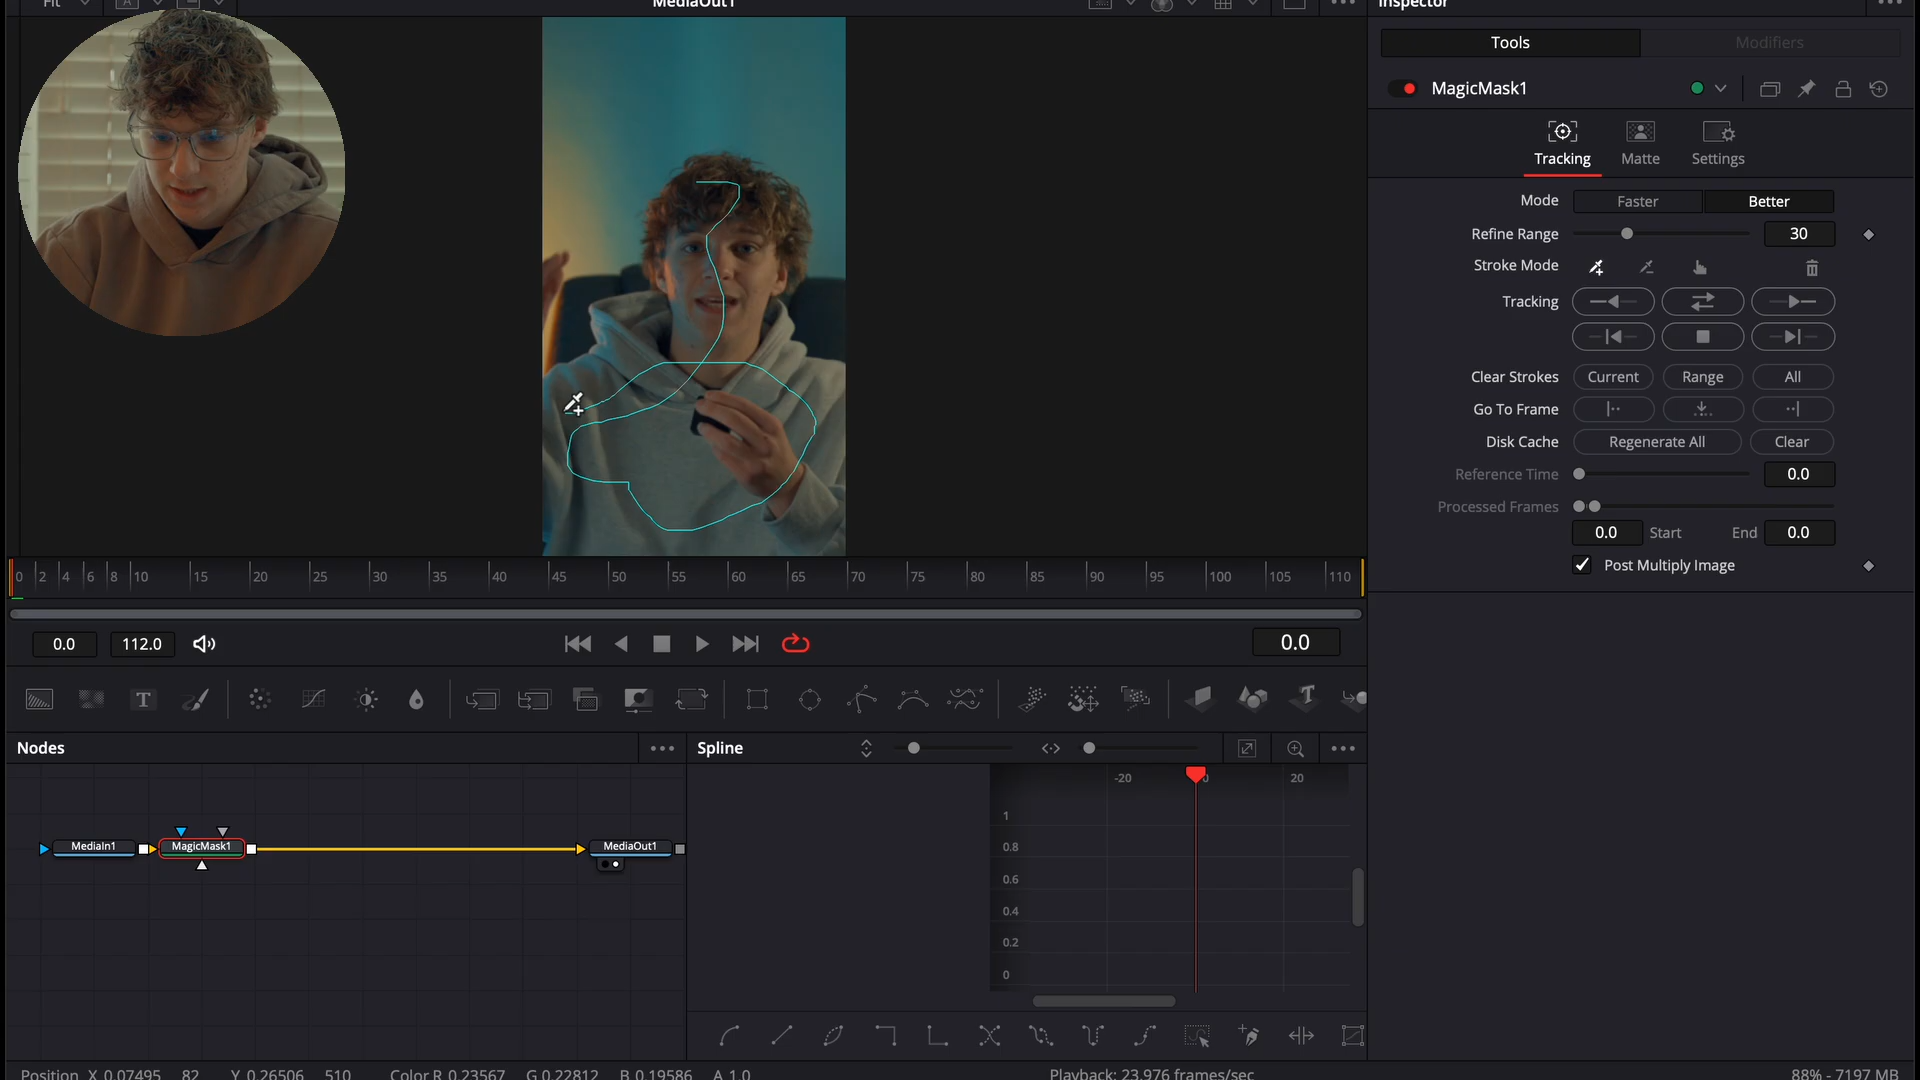 Fit
A
MediaOut1
Inspector
Tools
Modifiers
MagicMask1
Tracking
Matte
Settings
Mode
Faster
Better
Refine Range
30
Stroke Mode
Tracking
Clear Strokes
Current
Range
All
Go To Frame
Disk Cache
Regenerate All
Clear
Reference Time
0.0
Processed Frames
0.0
Start
End
0.0
Post Multiply Image
0 2 4 6 8 10 15 20 25 30 35 40 45 50 55 60 65 70 75 80 85 90 95 100 105 110
0.0
112.0
0.0
T
T
Nodes
Spline
-20 0 20
1
0.8
0.6
0.4
0.2
0
MediaIn1
MagicMask1
MediaOut1
Position X 0.07495 82 Y 0.26506 510 Color R 0.23567 G 0.22812 B 0.19586 A 1.0
Playback: 23.976 frames/sec
88% - 7197 MB